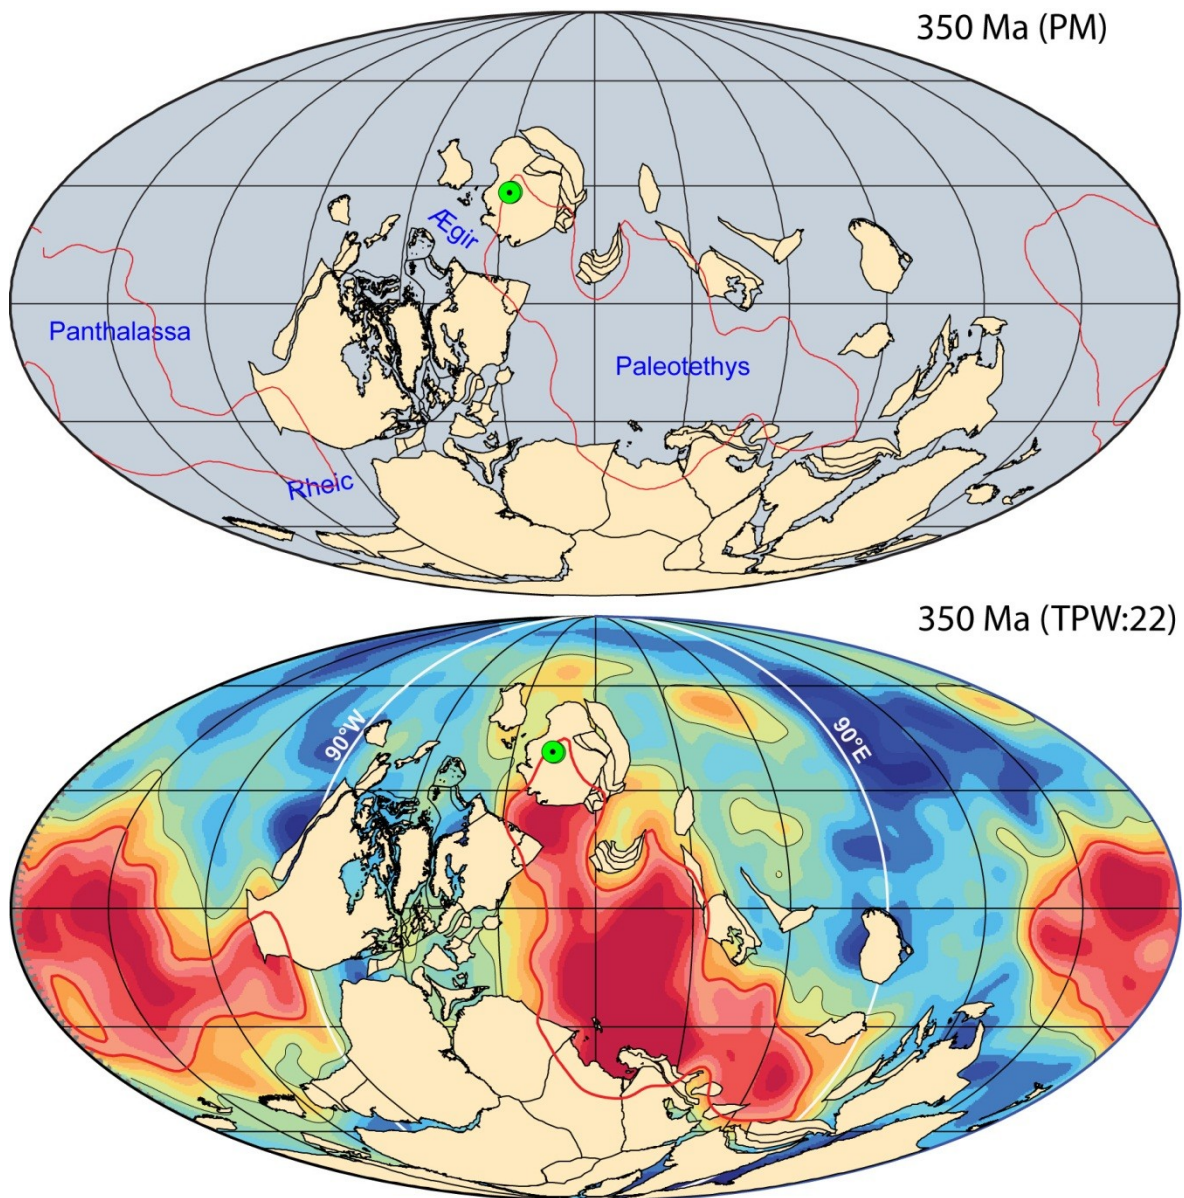 350 Ma (PM)
Ægir
Panthalassa
Paleotethys
Rheic
350 Ma (TPW:22)
90°W
90°E